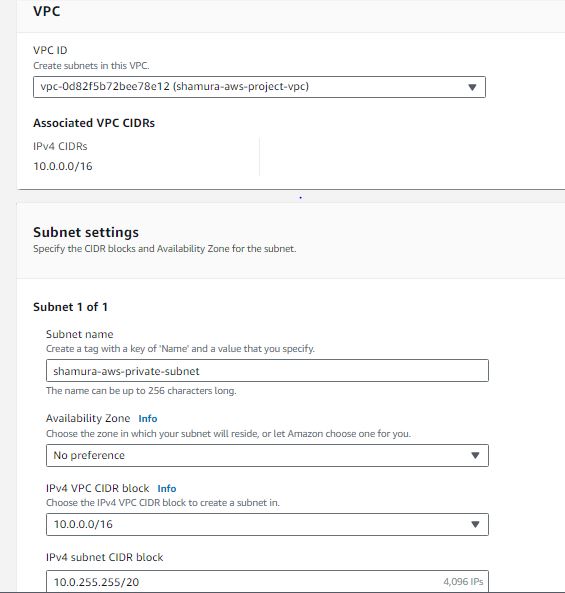 VPC
VPC ID
Create subnets in this VPC.
vpc-0d82f5b72bee78e12 (shamura-aws-project-vpc)
Associated VPC CIDRs
IPv4 CIDRs
10.0.0.0/16
Subnet settings
Specify the CIDR blocks and Availability Zone for the subnet.
Subnet 1 of 1
Subnet name
Create a tag with a key of 'Name' and a value that you specify.
shamura-aws-private-subnet
The name can be up to 256 characters long.
Availability Zone Info
Choose the zone in which your subnet will reside, or let Amazon choose one for you.
No preference
IPv4 VPC CIDR block Info
Choose the IPv4 VPC CIDR block to create a subnet in.
10.0.0.0/16
IPv4 subnet CIDR block
10.0.255.255/20 4,096 IPs